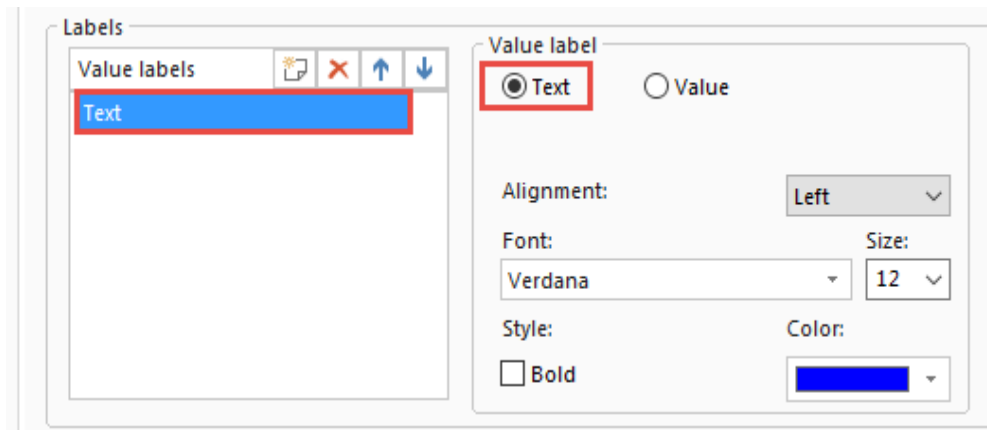 Labels
Value labels
Text
Value label
Text Value
Alignment: Left
Font: Size:
Verdana 12
Style: Color:
Bold